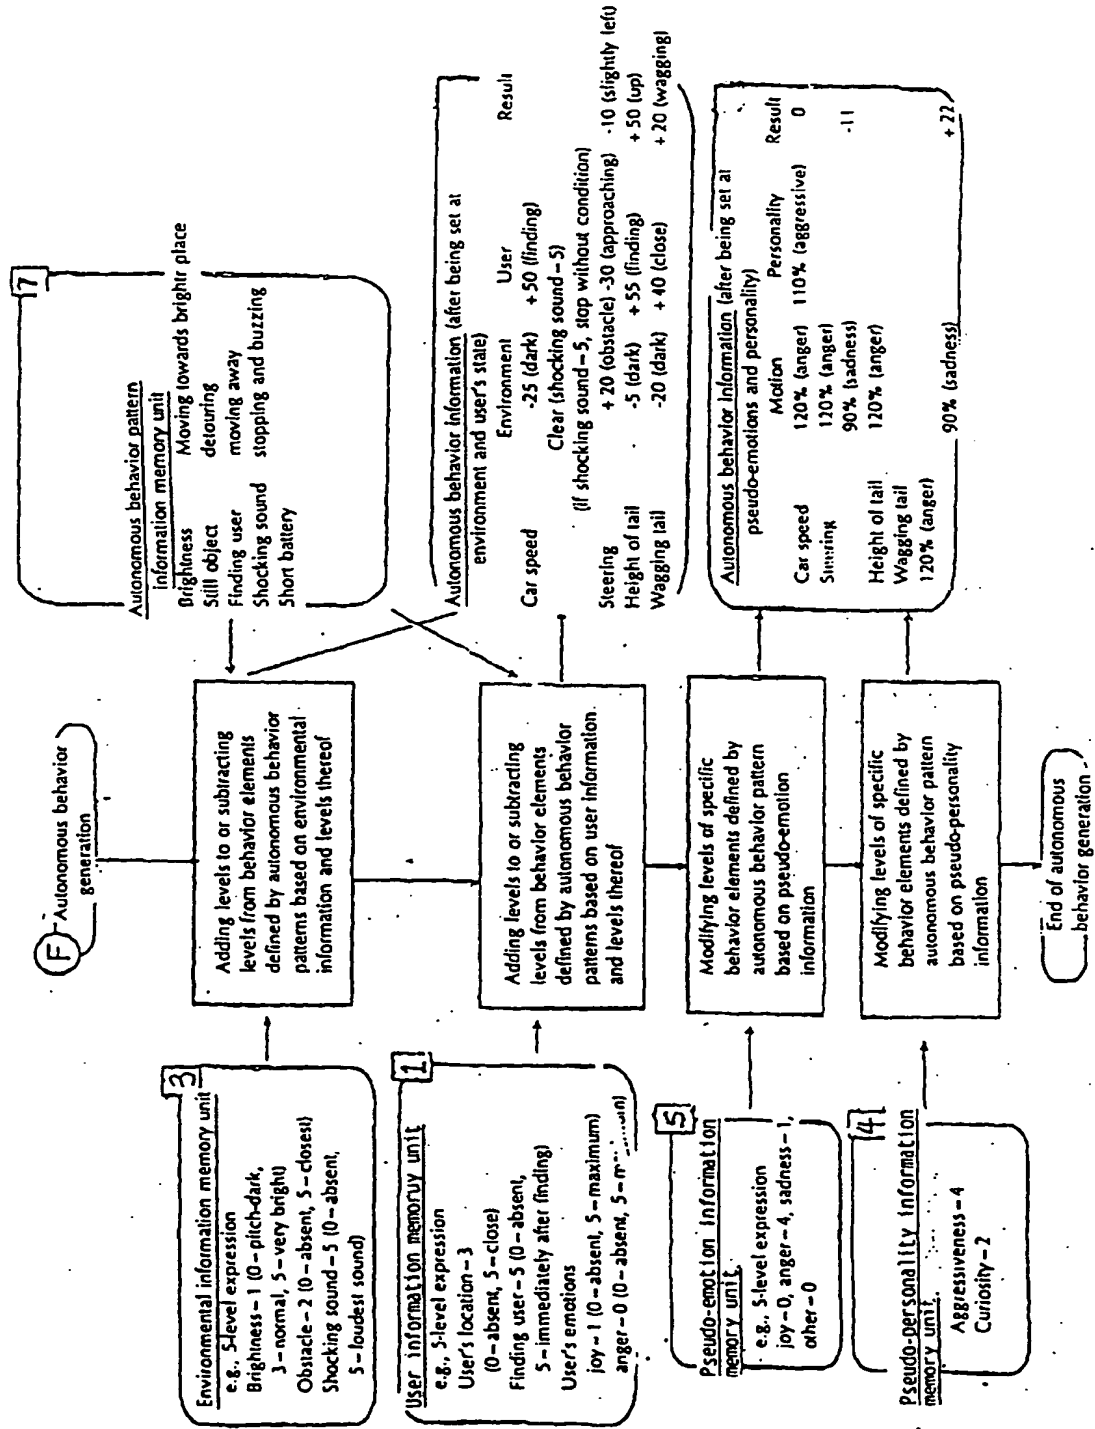 F
Autonomous behavior
generation
3
Environmental information memory unit
e.g., 5-level expression
Brightness–1 (0–pitch-dark,
3–normal, 5–very bright)
Obstacle–2 (0–absent, 5–closest)
Shocking sound–5 (0–absent,
5–loudest sound)
Adding levels to or subtracting
levels from behavior elements
defined by autonomous behavior
patterns based on environmental
information and levels thereof
7
Autonomous behavior pattern
information memory unit
Brightness Moving towards brightr place
Still object detouring
Finding user moving away
Shocking sound stopping and buzzing
Short battery
1
User information memoruy unit
e.g., 5-level expression
User's location–3
(0–absent, 5–close)
Finding user–5 (0–absent,
5–immediately after finding)
User's emotions
joy–1 (0–absent, 5–maximum)
anger–0 (0–absent, 5–
Adding levels to or subtracting
levels from behavior elements
defined by autonomous behavior
patterns based on user information
and levels thereof
Autonomous behavior information (after being set at
environment and user's state)
Environment User Result
Car speed -25 (dark) +50 (finding)
Clear (shocking sound–5)
(if shocking sound–5, stop without condition)
Steering +20 (obstacle) -30 (approaching) -10 (slightly left)
Height of tail -5 (dark) +55 (finding) +50 (up)
Wagging tail -20 (dark) +40 (close) +20 (wagging)
5
Pseudo-emotion information
memory unit
e.g., 5-level expression
joy–0, anger–4, sadness–1,
other–0
Modifying levels of specific
behavior elements defined by
autonomous behavior pattern
based on pseudo-emotion
information
Autonomous behavior information (after being set at
pseudo-emotions and personality)
Motion Personality Result
Car speed 120% (anger) 110% (aggressive) 0
Steering 120% (anger) -11
90% (sadness)
Height of tail 120% (anger)
Wagging tail
120% (anger) 90% (sadness) +22
4
Pseudo-personality information
memory unit
Aggressiveness–4
Curiosity–2
Modifying levels of specific
behavior elements defined by
autonomous behavior pattern
based on pseudo-personality
information
End of autonomous
behavior generation